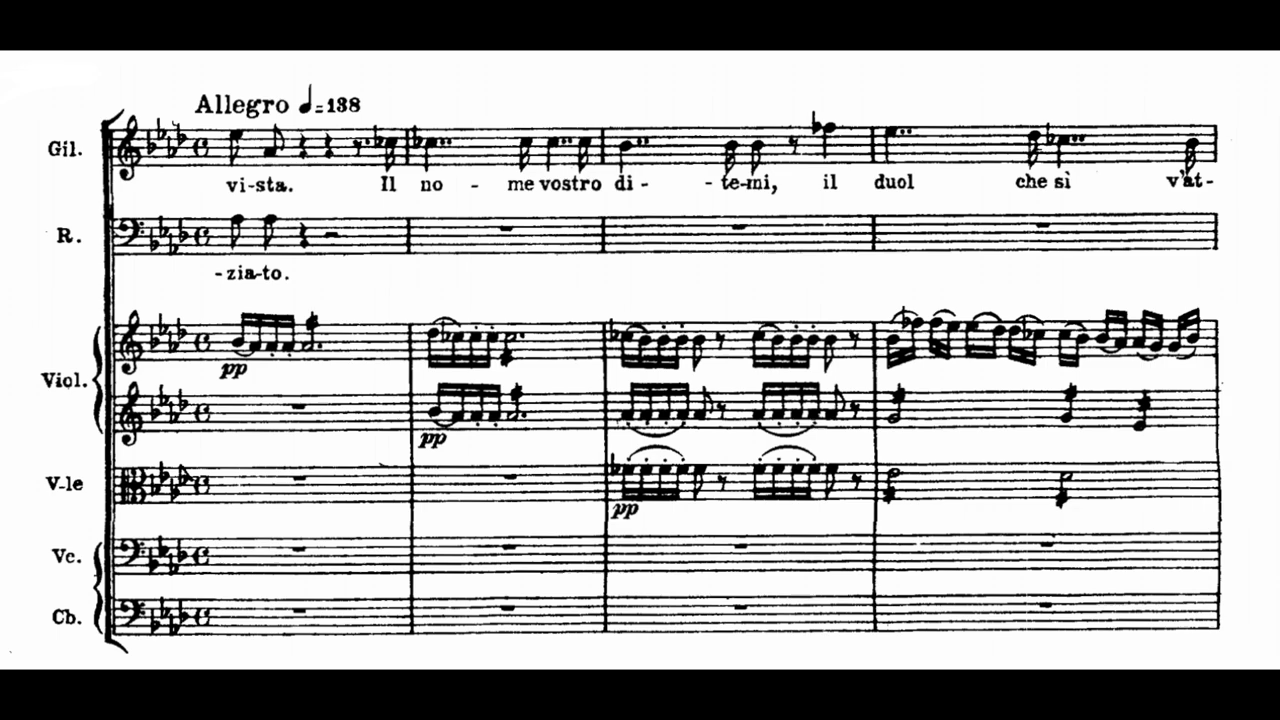 Allegro ♩=138
Gil.
vi-sta. Il no - me vostro di - - te-mi, il duol che sì v'at-
R.
-zia-to.
pp
Viol.
pp
V-le
pp
Vc.
Cb.